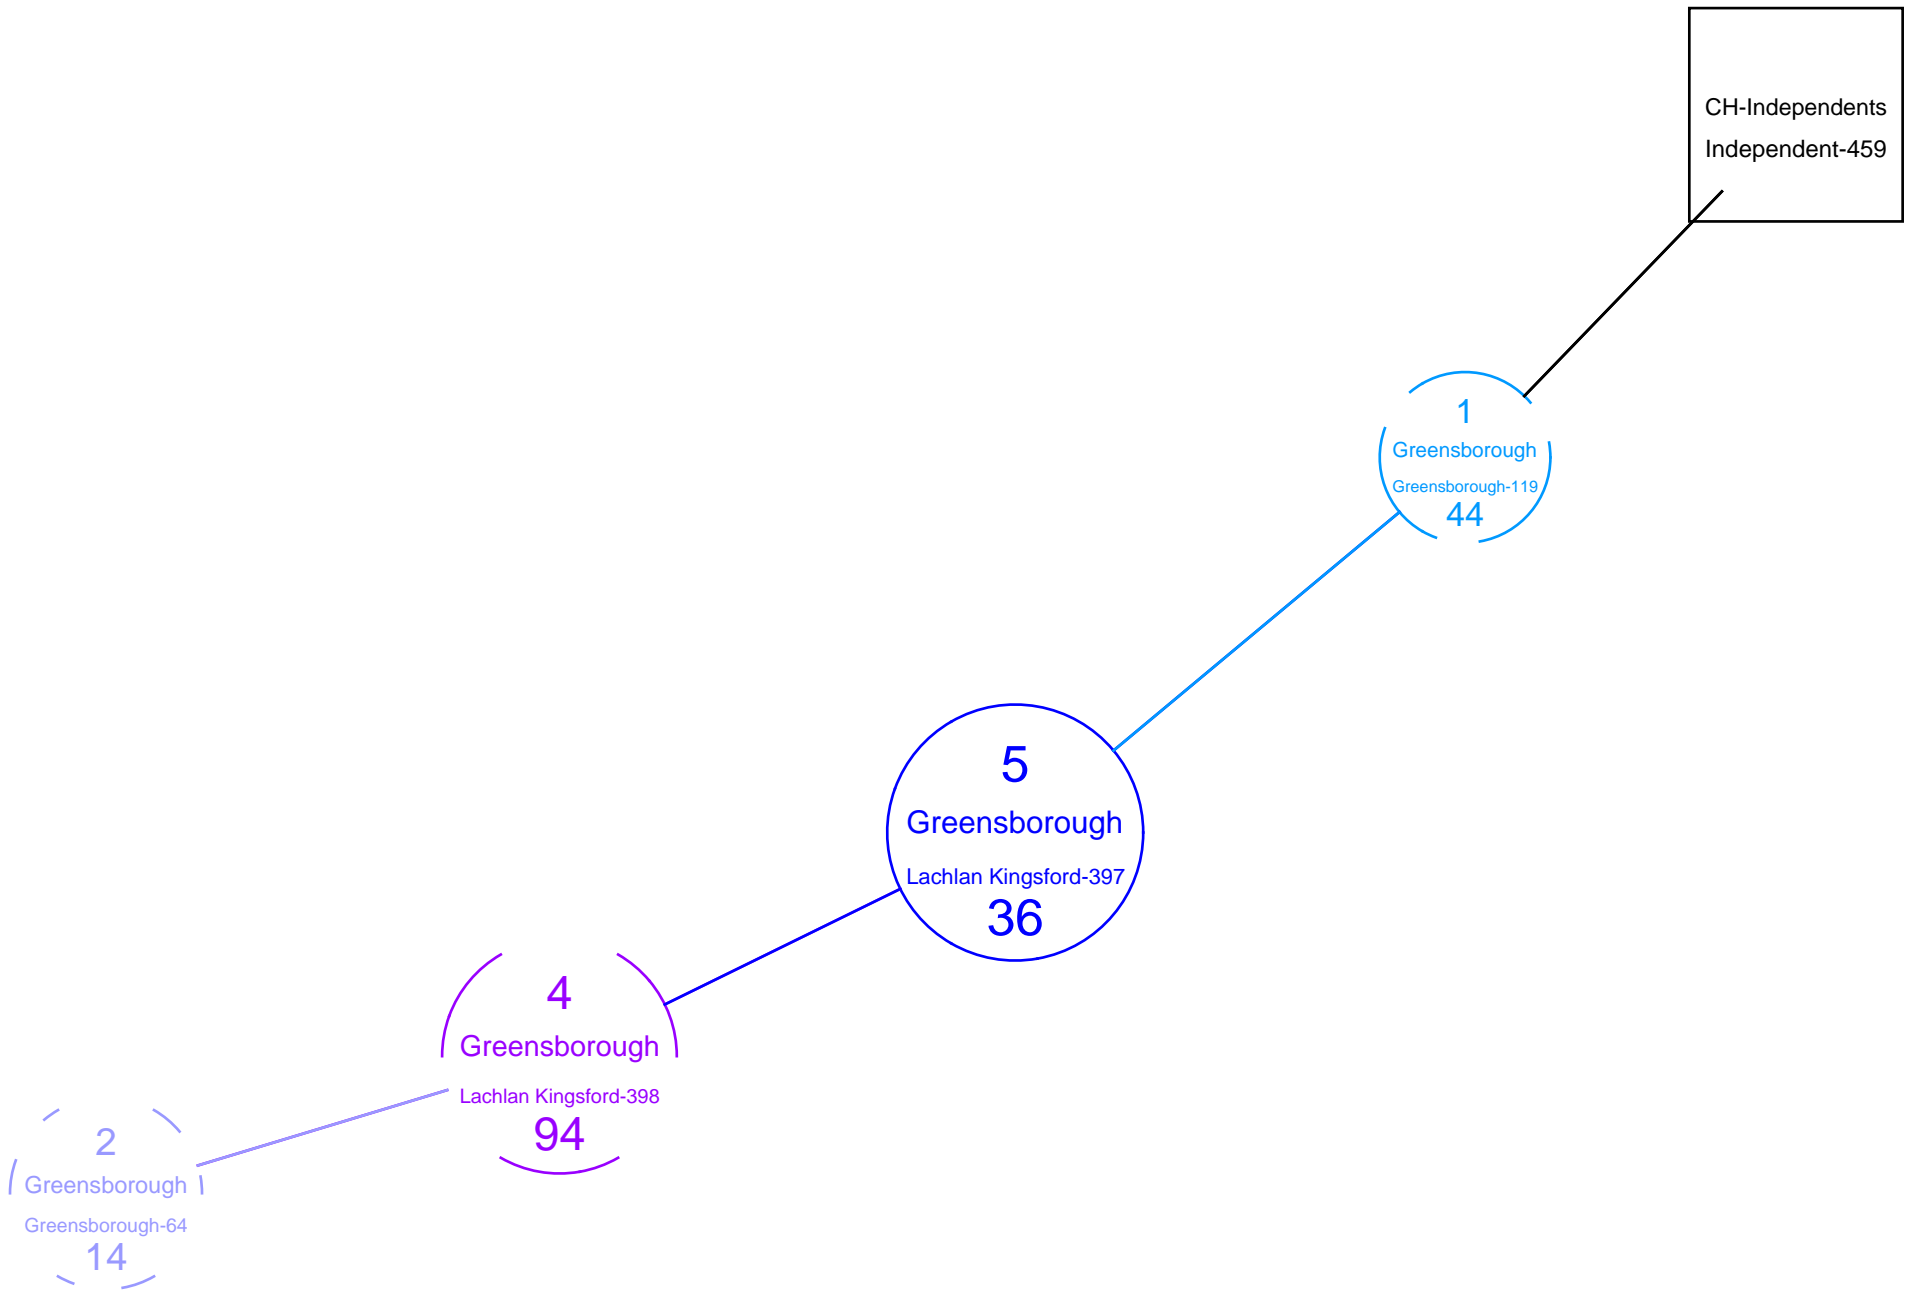 CH-Independents
Independent-459
1
Greensborough
Greensborough-119
44
5
Greensborough
Lachlan Kingsford-397
36
4
Greensborough
Lachlan Kingsford-398
94
2
Greensborough
Greensborough-64
14